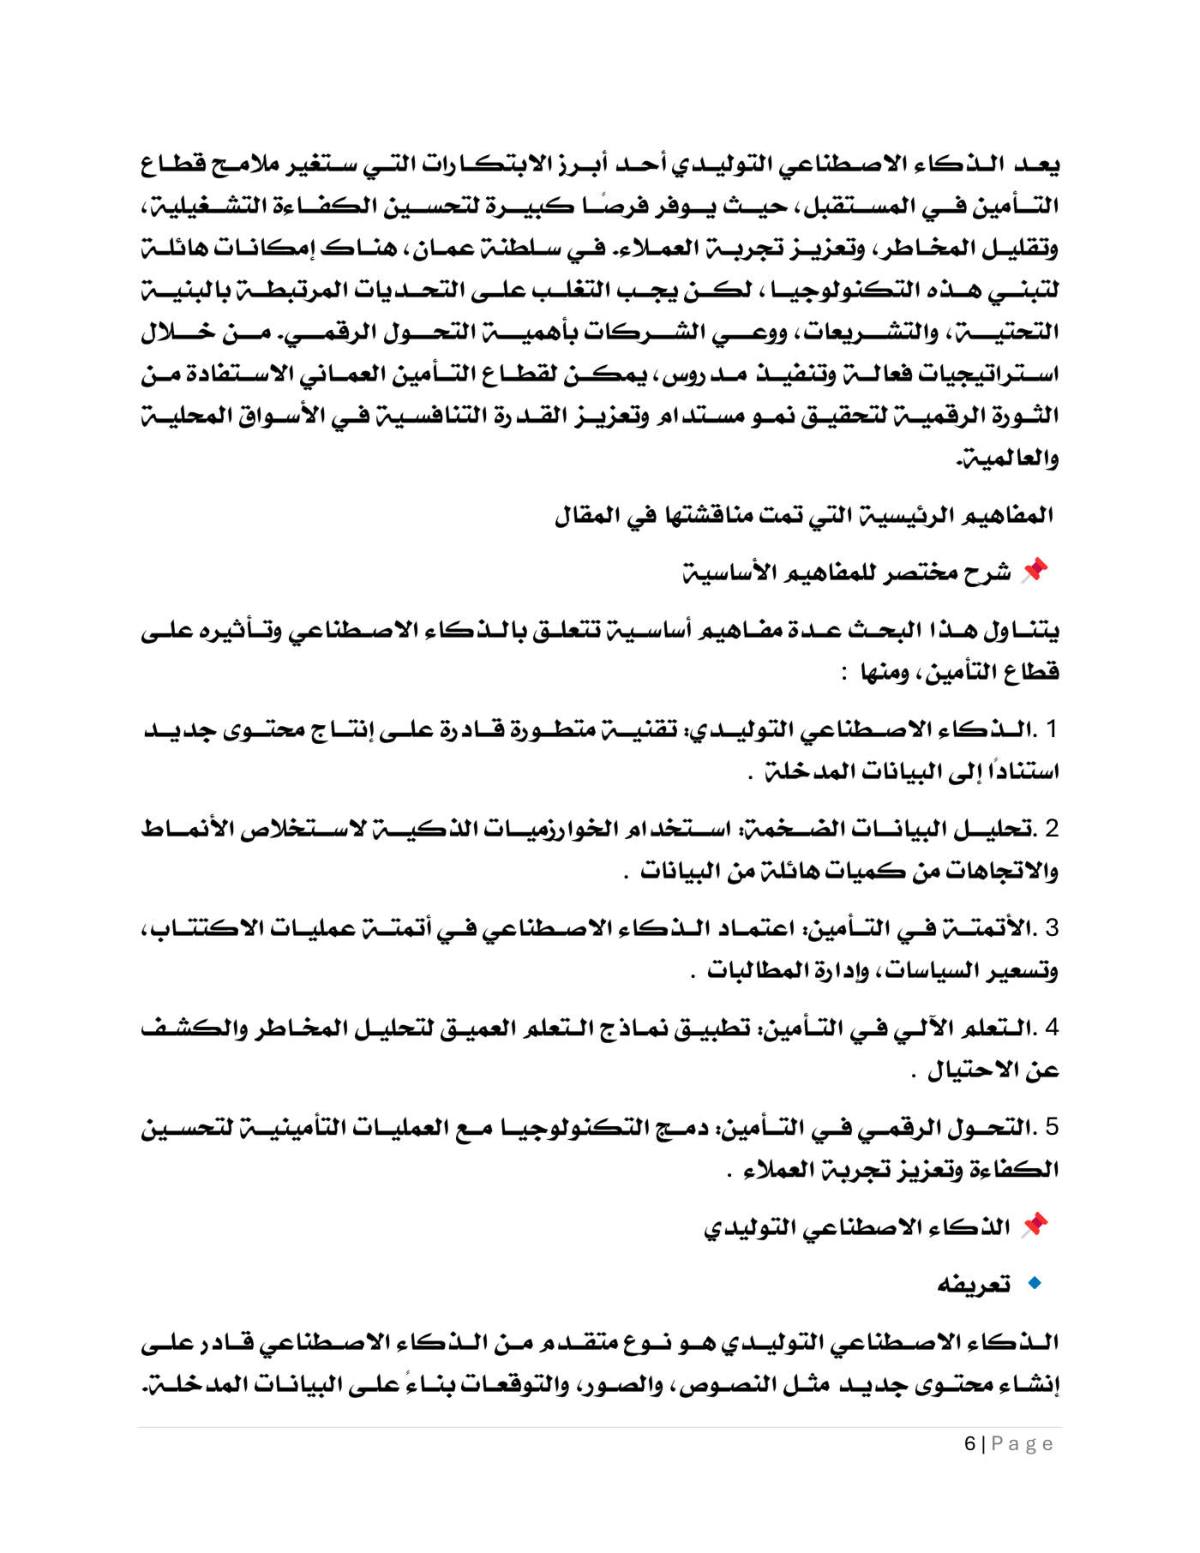 يعد الذكاء الاصطناعي التوليدي أحد أبرز الابتكارات التي ستغير ملامح قطاع
التأمين في المستقبل، حيث يوفر فرصًا كبيرة لتحسين الكفاءة التشغيلية،
وتقليل المخاطر، وتعزيز تجربة العملاء. في سلطنة عمان، هناك إمكانات هائلة
لتبني هذه التكنولوجيا، لكن يجب التغلب على التحديات المرتبطة بالبنية
التحتية، والتشريعات، ووعي الشركات بأهمية التحول الرقمي. من خلال
استراتيجيات فعالة وتنفيذ مدروس، يمكن لقطاع التأمين العماني الاستفادة من
الثورة الرقمية لتحقيق نمو مستدام وتعزيز القدرة التنافسية في الأسواق المحلية
والعالمية.
المفاهيم الرئيسية التي تمت مناقشتها في المقال
📌 شرح مختصر للمفاهيم الأساسية
يتناول هذا البحث عدة مفاهيم أساسية تتعلق بالذكاء الاصطناعي وتأثيره على
قطاع التأمين، ومنها :
1 .الذكاء الاصطناعي التوليدي: تقنية متطورة قادرة على إنتاج محتوى جديد
استنادًا إلى البيانات المدخلة .
2 .تحليل البيانات الضخمة: استخدام الخوارزميات الذكية لاستخلاص الأنماط
والاتجاهات من كميات هائلة من البيانات .
3 .الأتمتة في التأمين: اعتماد الذكاء الاصطناعي في أتمتة عمليات الاكتتاب،
وتسعير السياسات، وإدارة المطالبات .
4 .التعلم الآلي في التأمين: تطبيق نماذج التعلم العميق لتحليل المخاطر والكشف
عن الاحتيال .
5 .التحول الرقمي في التأمين: دمج التكنولوجيا مع العمليات التأمينية لتحسين
الكفاءة وتعزيز تجربة العملاء .
📌 الذكاء الاصطناعي التوليدي
🔹 تعريفه
الذكاء الاصطناعي التوليدي هو نوع متقدم من الذكاء الاصطناعي قادر على
إنشاء محتوى جديد مثل النصوص، والصور، والتوقعات بناءً على البيانات المدخلة.
6 | Page